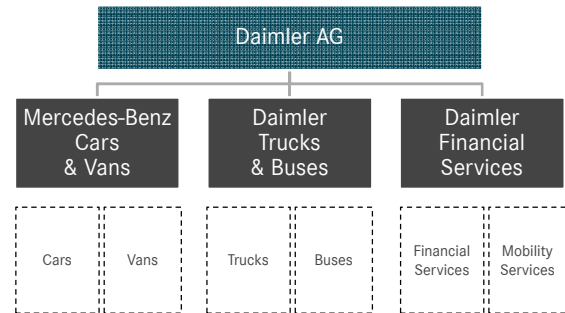 Daimler AG
Mercedes-Benz
Cars
& Vans
Daimler
Trucks
& Buses
Daimler
Financial
Services
Cars
Vans
Trucks
Buses
Financial
Services
Mobility
Services